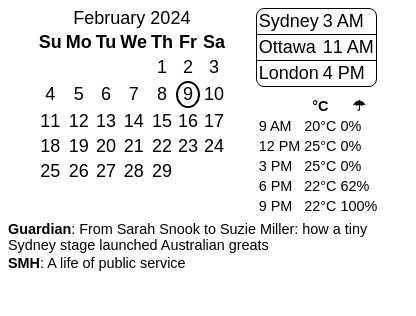 February 2024
Su Mo Tu We Th Fr Sa
1 2 3
4 5 6 7 8 9 10
11 12 13 14 15 16 17
18 19 20 21 22 23 24
25 26 27 28 29
Sydney 3 AM
Ottawa 11 AM
London 4 PM
°C ☂
9 AM 20°C 0%
12 PM 25°C 0%
3 PM 25°C 0%
6 PM 22°C 62%
9 PM 22°C 100%
Guardian: From Sarah Snook to Suzie Miller: how a tiny
Sydney stage launched Australian greats
SMH: A life of public service